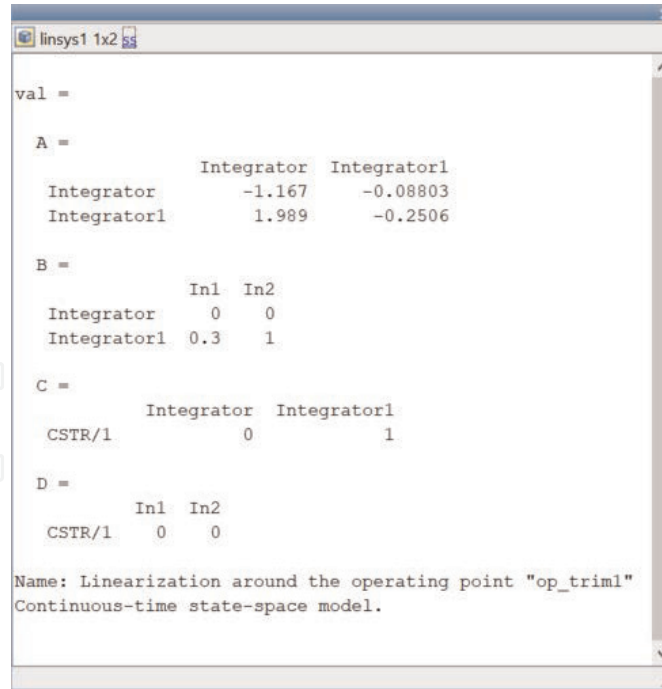 linsys1 1x2 ss
val =
A =
Integrator Integrator1
Integrator -1.167 -0.08803
Integrator1 1.989 -0.2506
B =
In1 In2
Integrator 0 0
Integrator1 0.3 1
C =
Integrator Integrator1
CSTR/1 0 1
D =
In1 In2
CSTR/1 0 0
Name: Linearization around the operating point "op_trim1"
Continuous-time state-space model.